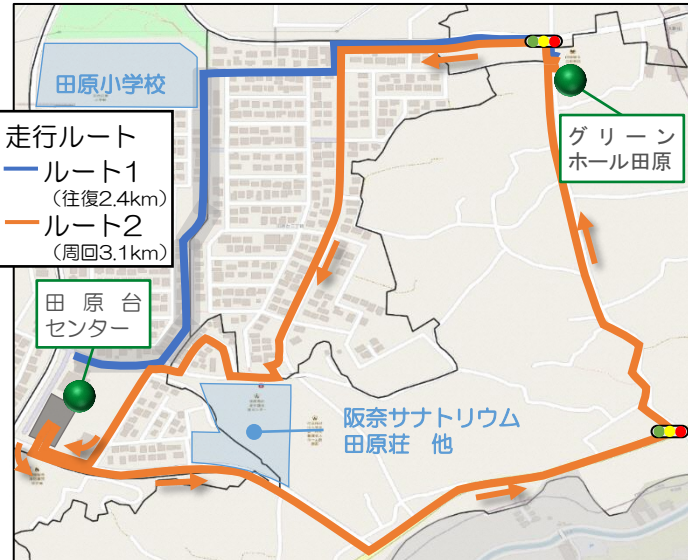 田原小学校
走行ルート
ルート1
(往復2.4km)
ルート2
(周回3.1km)
グリーン
ホール田原
田原台
センター
阪奈サナトリウム
田原荘 他